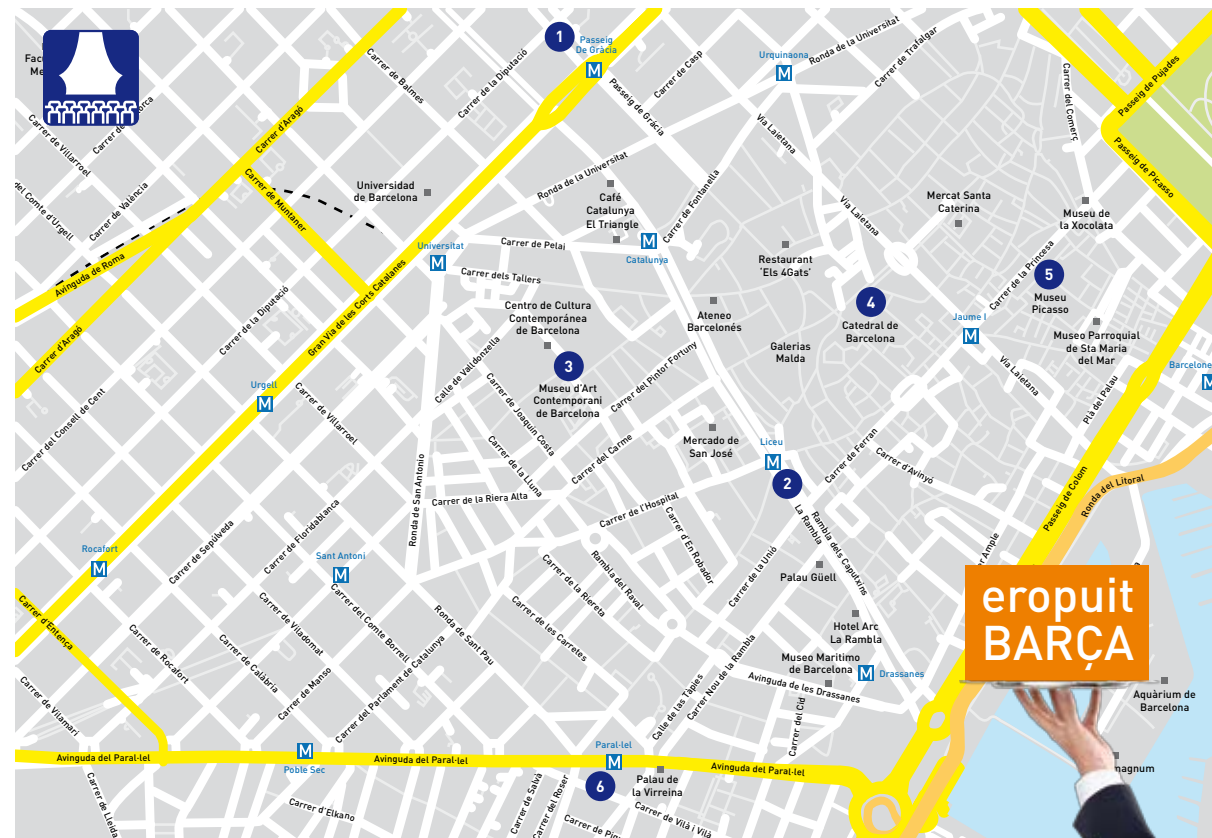 1
Passeig
De Gràcia
M
Urquinaona
M
Ronda de la Universitat
Carrer de Trafalgar
Carrer de Balmes
Carrer de la Diputació
Carrer de Casp
Passeig de Gràcia
Carrer del Comerç
Passeig de Pujades
Passeig de Picasso
Carrer d'Aragó
Carrer de Villarroel
Carrer de València
del Comte d'Urgell
Carrer de Muntaner
Universidad
de Barcelona
Ronda de la Universitat
Café
Catalunya
El Triangle
Carrer de Fontanella
Via Laietana
Via Laietana
Mercat Santa
Caterina
Museu de
la Xocolata
Universitat
M
Carrer de Pelai
M
Catalunya
Carrer dels Tallers
Restaurant
'Els 4Gats'
Carrer de la Princesa
5
Museu
Picasso
Avinguda de Roma
Carrer d'Aragó
Carrer de la Diputació
Gran Via de les Corts Catalanes
Centro de Cultura
Contemporánea
de Barcelona
Ateneo
Barcelonés
4
Catedral de
Barcelona
Jaume I
M
Museo Parroquial
de Sta Maria
del Mar
Galerias
Malda
Via Laietana
Plà del Palau
Barcelone
M
3
Museu d'Art
Contemporani
de Barcelona
Calle de Valldonzella
Carrer del Pintor Fortuny
Urgell
M
Carrer de Villarroel
Carrer del Consell de Cent
Carrer de Joaquín Costa
Carrer del Carme
Mercado de
San José
Liceu
M
2
Carrer de Ferran
Carrer d'Avinyó
Carrer de la Lluna
Carrer de la Riera Alta
Carrer de l'Hospital
Ronda de San Antonio
La Rambla
Rambla dels Caputxins
Passeig de Colom
Ronda del Litoral
Rocafort
M
Carrer de Sepúlveda
Carrer de Floridablanca
Sant Antoni
M
Carrer d'En Robador
Rambla del Raval
Carrer de la Unió
Palau Güell
Ample
Carrer d'Entença
Carrer de Rocafort
Carrer de Calàbria
Carrer de Viladomat
Carrer de Manso
Carrer del Comte Borrell
Carrer del Parlament de Catalunya
Ronda de Sant Pau
Carrer de la Riereta
Carrer de les Carretes
Hotel Arc
La Rambla
Museo Maritimo
de Barcelona
M
Drassanes
Avinguda de les Drassanes
Carrer Nou de la Rambla
Calle de las Tàpies
Carrer del Cid
eropuit
BARÇA
Aquàrium de
Barcelona
magnum
Carrer de Vilamari
Avinguda del Paral·lel
M
Poble Sec
Avinguda del Paral·lel
Paral·lel
M
6
Avinguda del Paral·lel
Palau de
la Virreina
Carrer de Lleida
Carrer d'Elkano
Carrer de Salvà
Carrer del Roser
Carrer de Vilà i Vilà